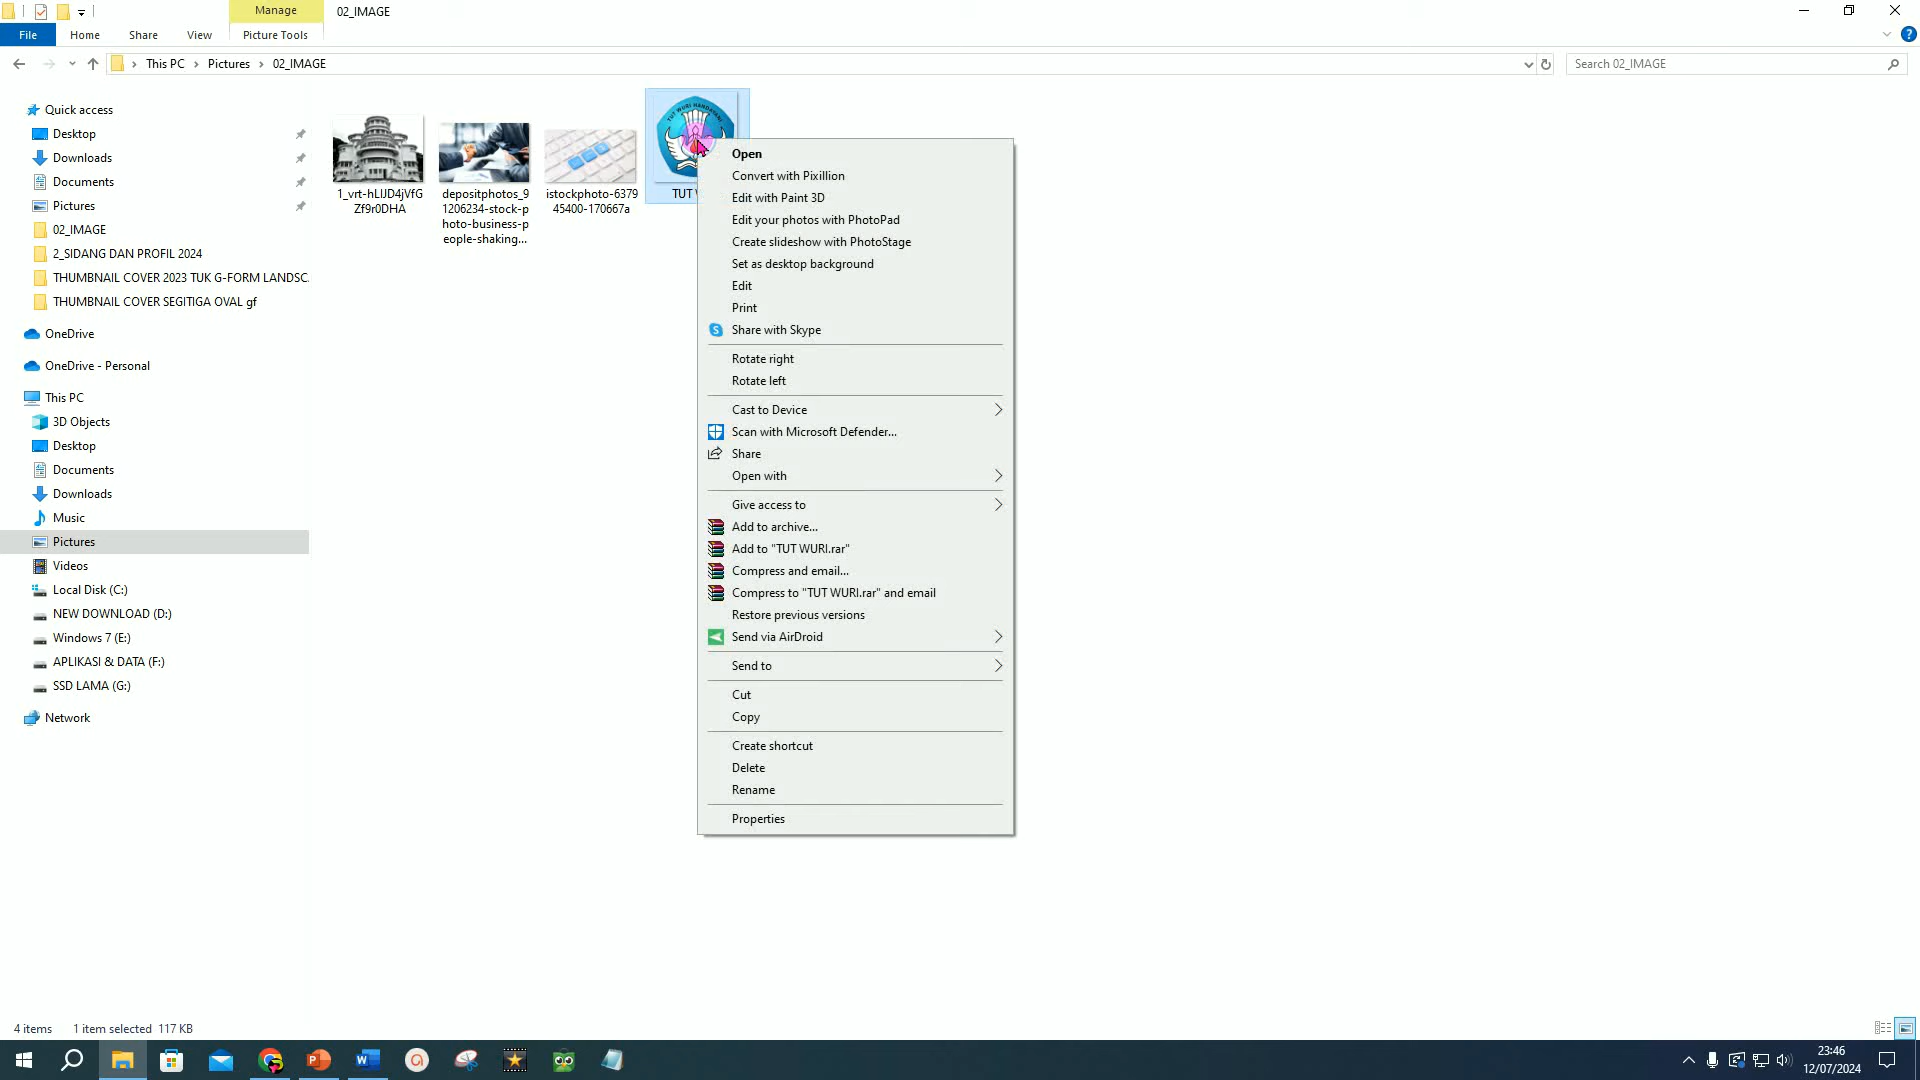 Manage
02_IMAGE
File
Home
Share
View
Picture Tools
This PC
Pictures
02_IMAGE
Search 02_IMAGE
Quick access
Desktop
Downloads
Documents
Pictures
02_IMAGE
2_SIDANG DAN PROFIL 2024
THUMBNAIL COVER 2023 TUK G-FORM LANDSC
THUMBNAIL COVER SEGITIGA OVAL gf
OneDrive
OneDrive - Personal
This PC
3D Objects
Desktop
Documents
Downloads
Music
Pictures
Videos
Local Disk (C:)
NEW DOWNLOAD (D:)
Windows 7 (E:)
APLIKASI & DATA (F:)
SSD LAMA (G:)
Network
depositphotos_9
1206234-stock-p
hoto-business-p
eople-shaking...
istockphoto-6379
45400-170667a
TUT WURI HANDAYANI
TUT
Open
Convert with Pixillion
Edit with Paint 3D
Edit your photos with PhotoPad
Create slideshow with PhotoStage
Set as desktop background
Edit
Print
Share with Skype
Rotate right
Rotate left
Cast to Device
Scan with Microsoft Defender...
Share
Open with
Give access to
Add to archive...
Add to "TUT WURI.rar"
Compress and email...
Compress to "TUT WURI.rar" and email
Restore previous versions
Send via AirDroid
Send to
Cut
Copy
Create shortcut
Delete
Rename
Properties
4 items
1 item selected 117 KB
23:46
12/07/2024